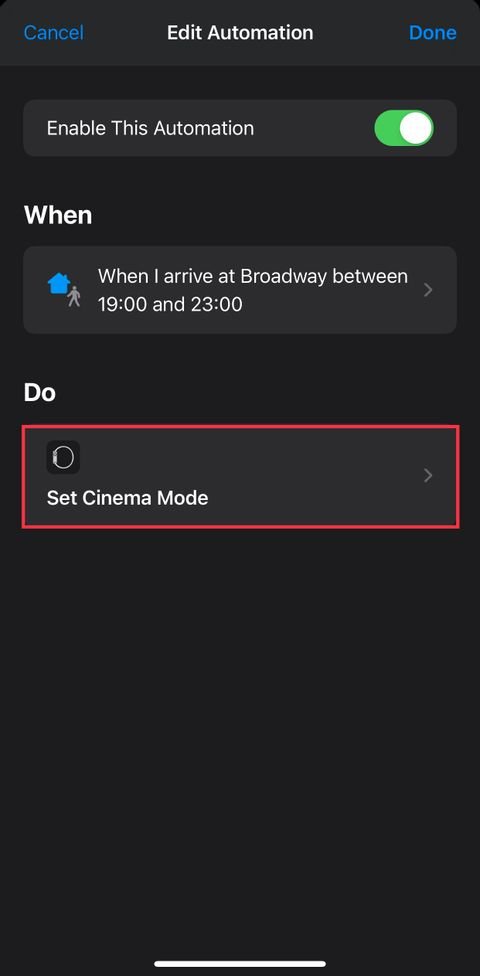 Cancel Edit Automation Done
Enable This Automation
When
When I arrive at Broadway between
19:00 and 23:00
Do
Set Cinema Mode